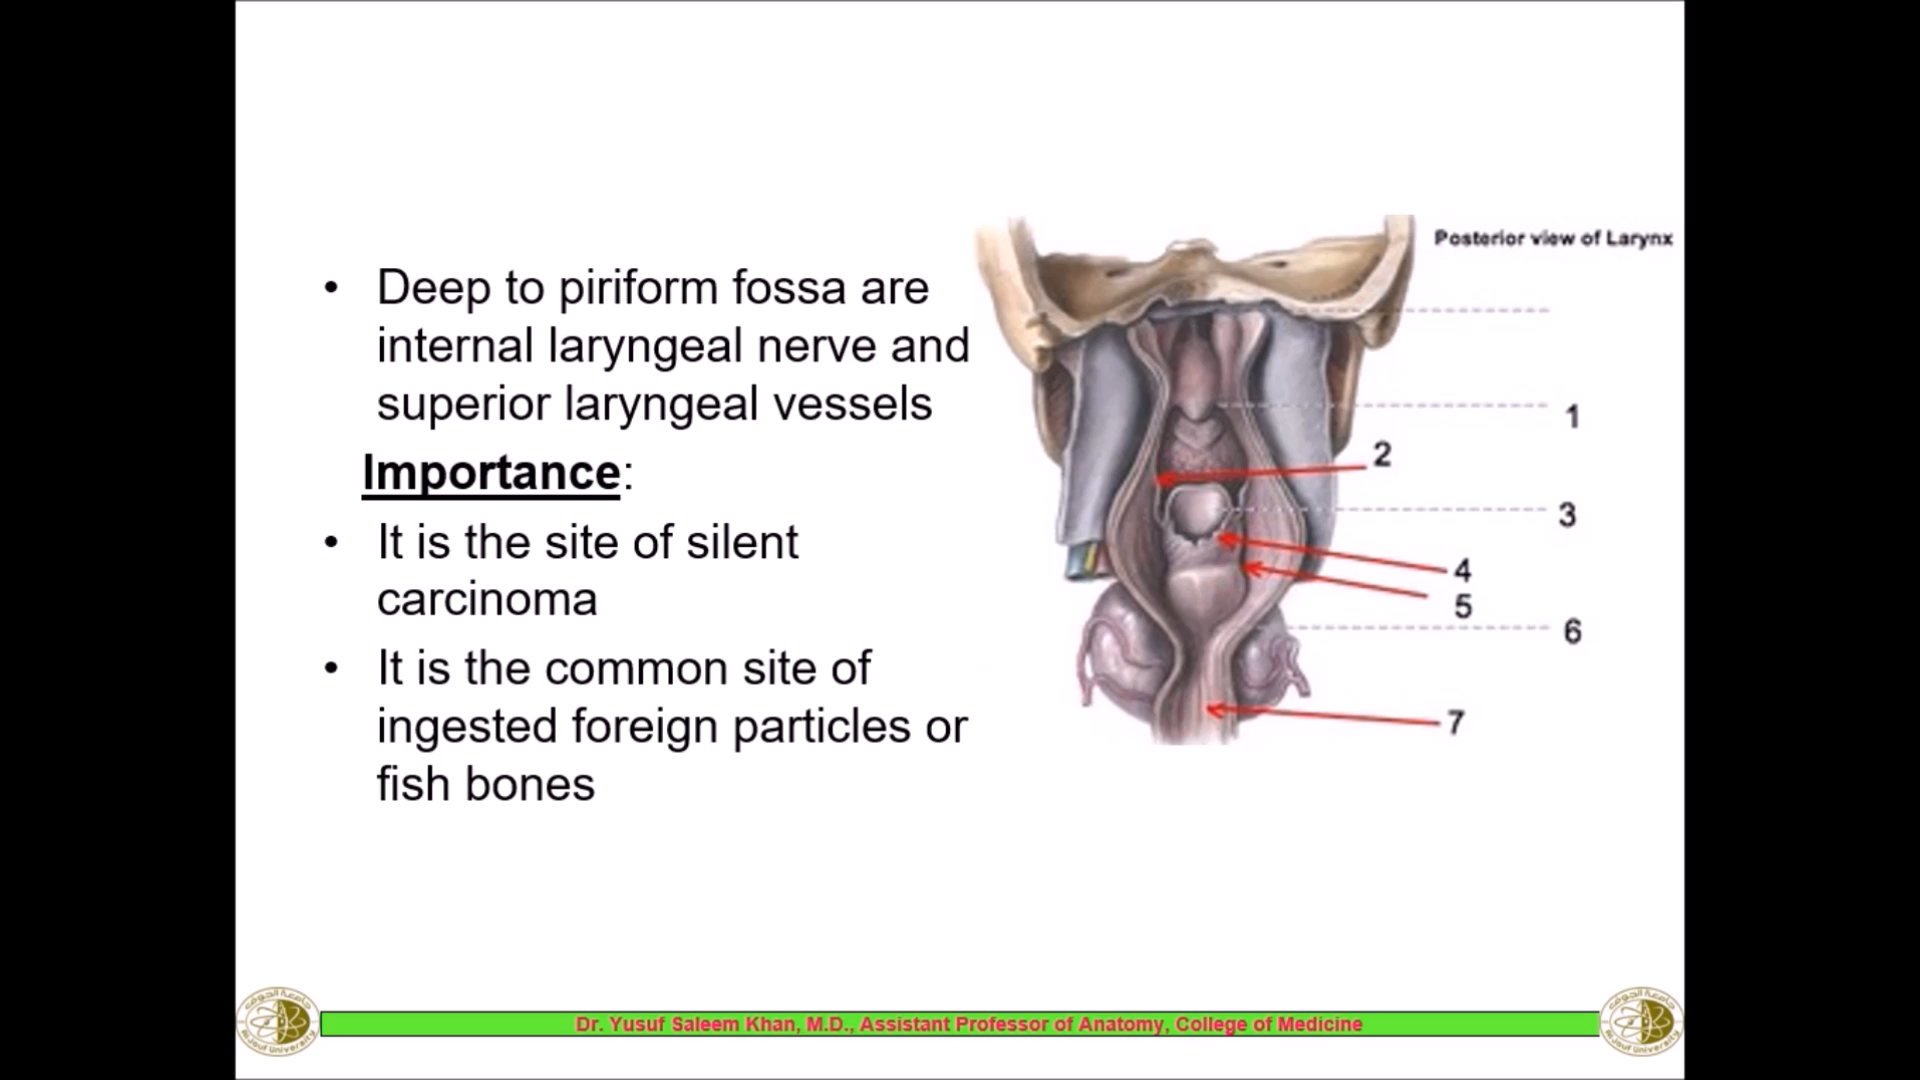 Posterior view of Larynx
• Deep to piriform fossa are
internal laryngeal nerve and
superior laryngeal vessels
Importance:
• It is the site of silent
carcinoma
• It is the common site of
ingested foreign particles or
fish bones
1
2
3
4
5
6
7
Dr. Yusuf Saleem Khan, M.D., Assistant Professor of Anatomy, College of Medicine